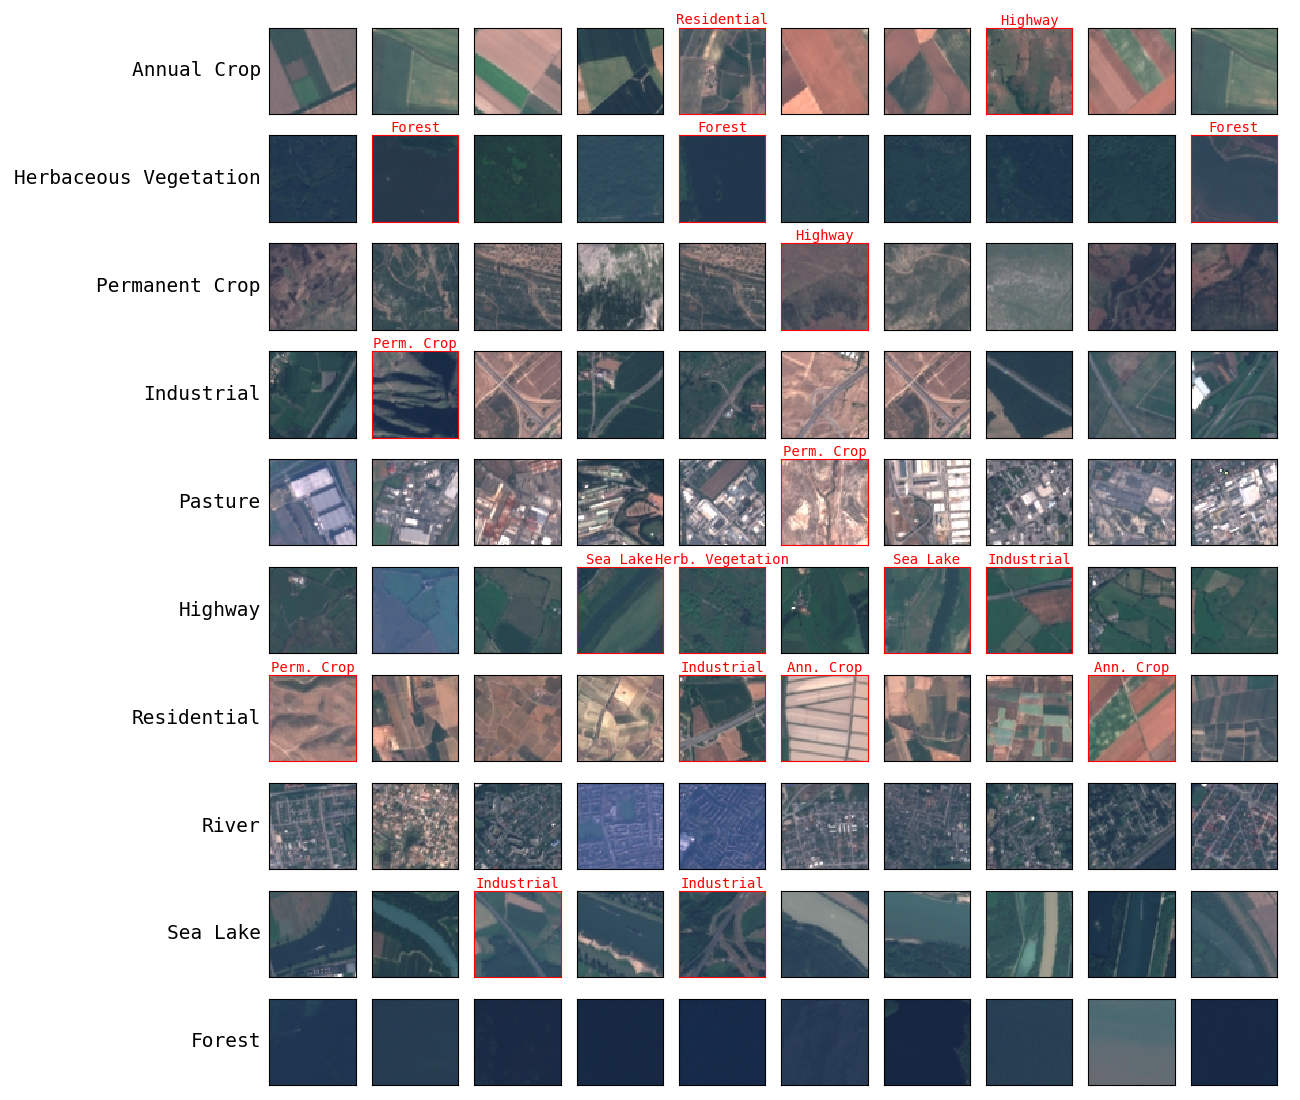 Residential Highway
Annual Crop
Forest Forest Forest
Herbaceous Vegetation
Highway
Permanent Crop
Perm. Crop
Industrial
Perm. Crop
Pasture
Sea Lake Herb. Vegetation Sea Lake Industrial
Highway
Perm. Crop Industrial Ann. Crop Ann. Crop
Residential
River
Industrial Industrial
Sea Lake
Forest